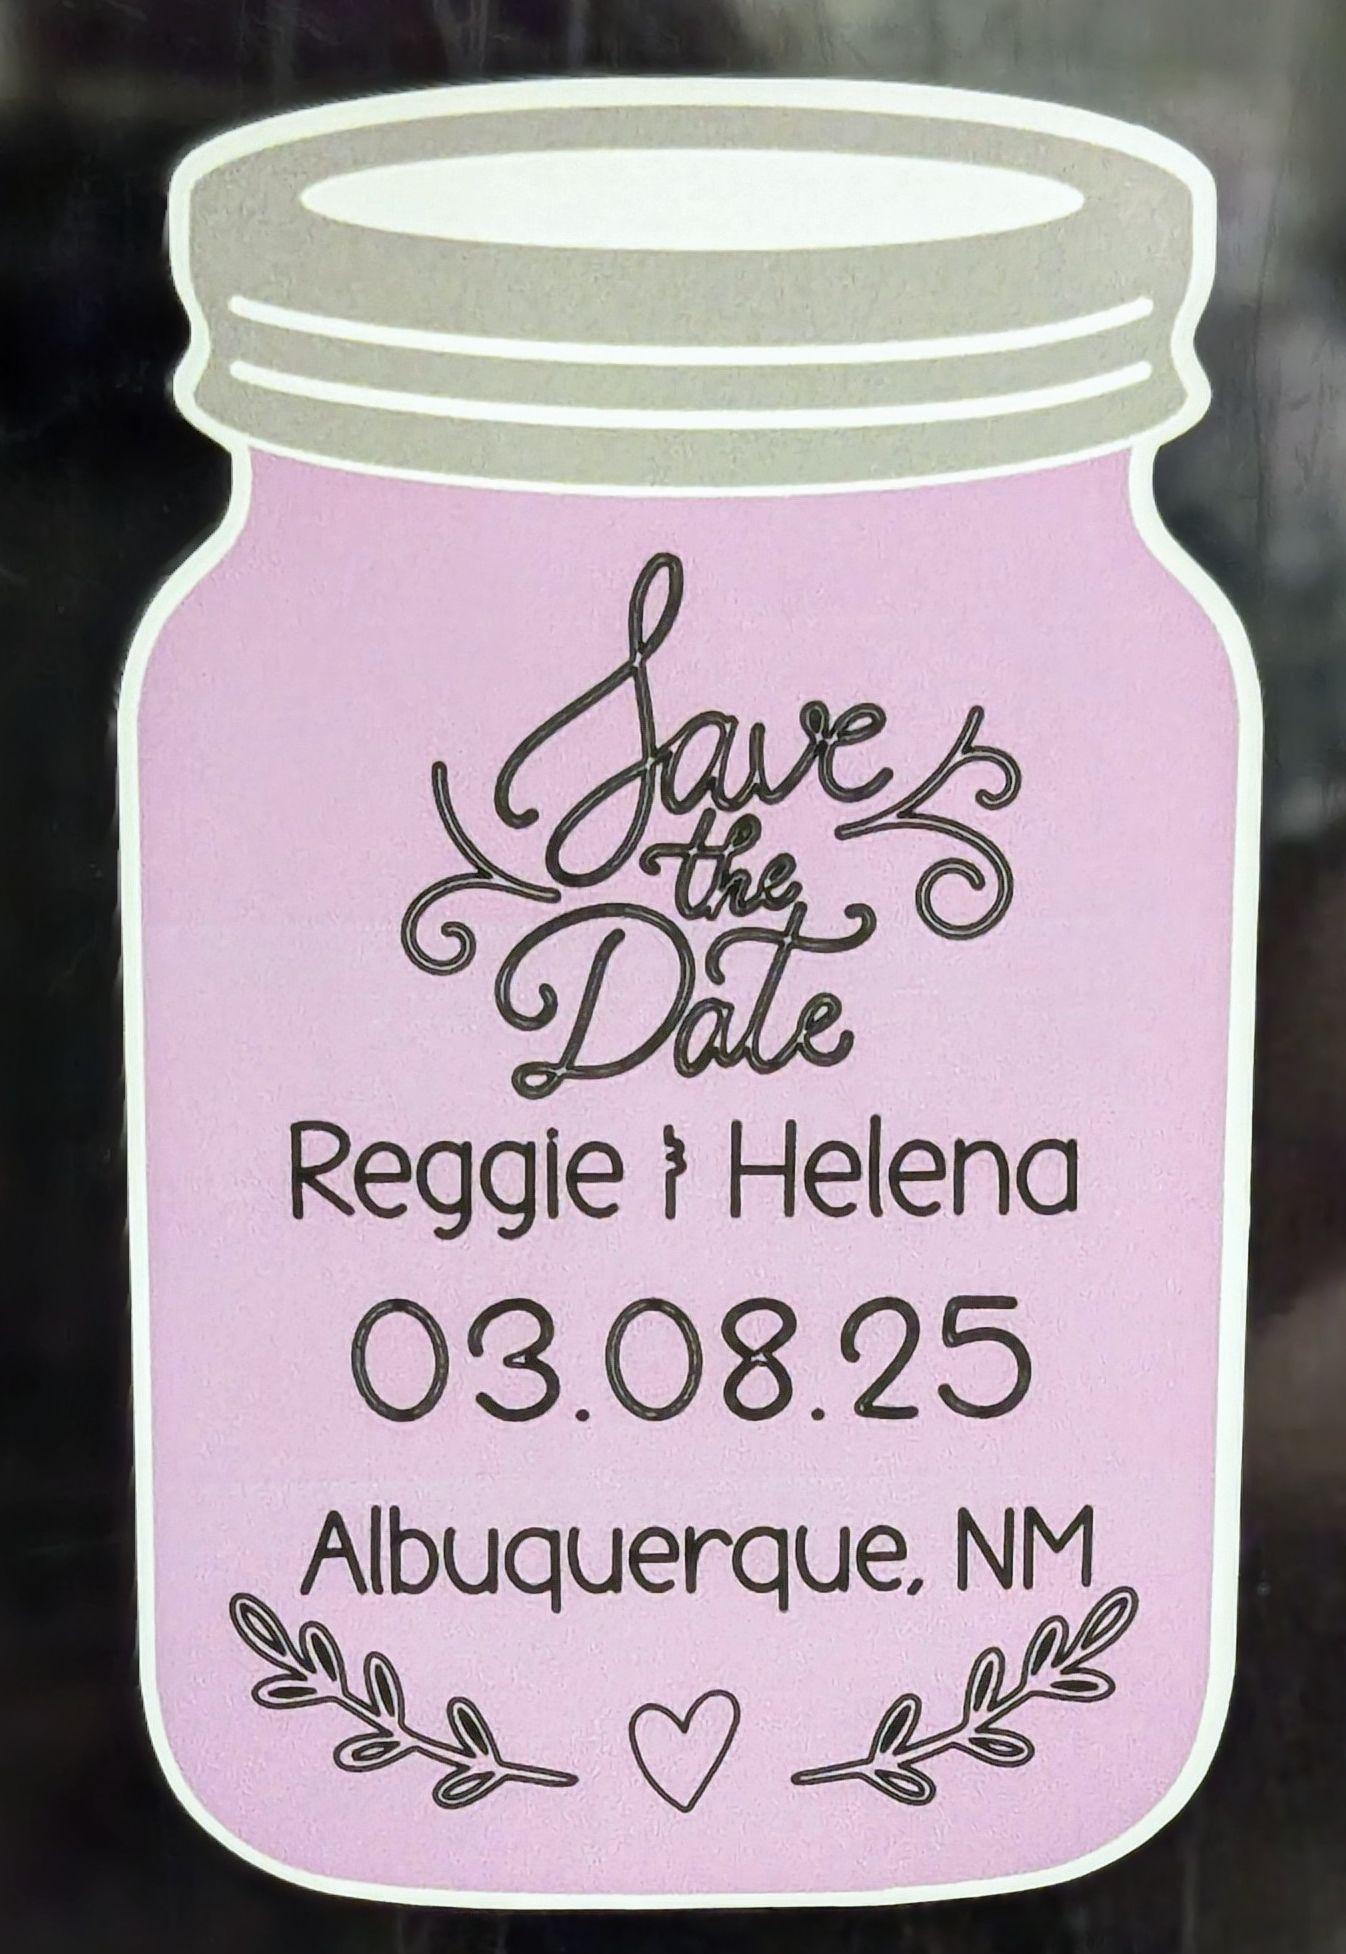 Save
the
Date
Reggie & Helena
03.08.25
Albuquerque, NM